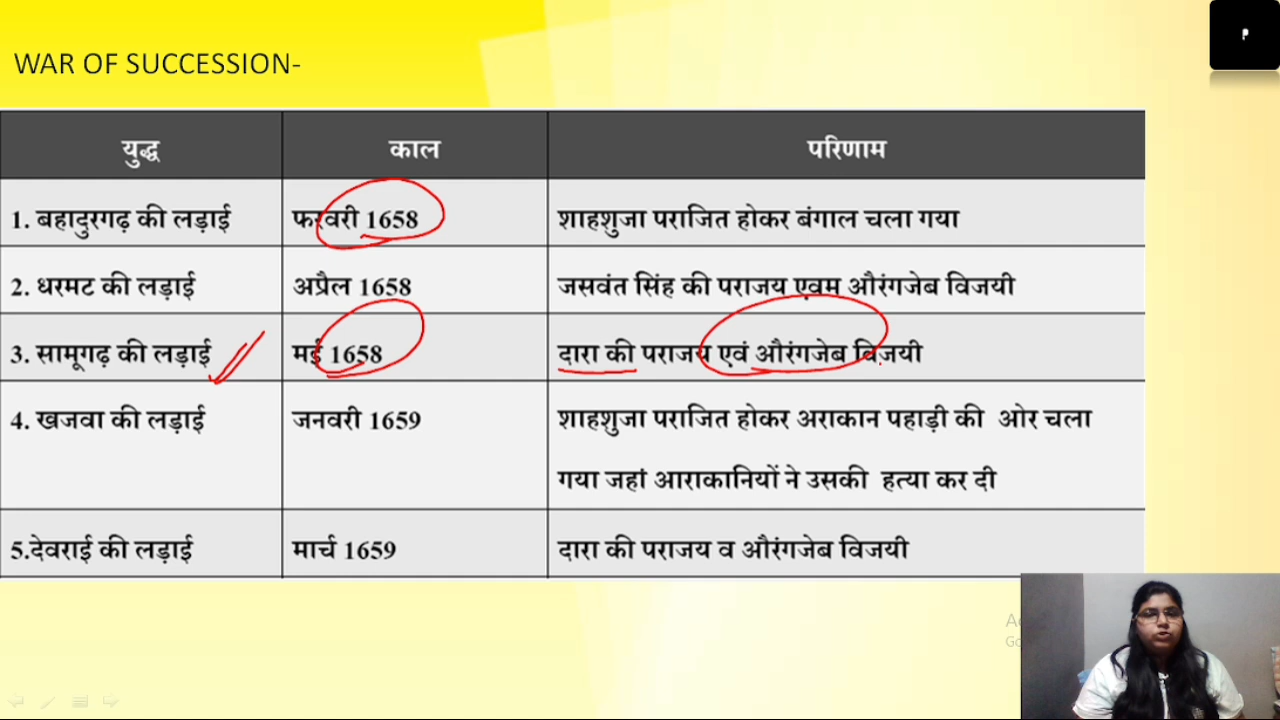 WAR OF SUCCESSION-
युद्ध काल परिणाम
1. बहादुरगढ़ की लड़ाई फरवरी 1658 शाहशुजा पराजित होकर बंगाल चला गया
2. धरमट की लड़ाई अप्रैल 1658 जसवंत सिंह की पराजय एवम औरंगजेब विजयी
3. सामूगढ़ की लड़ाई मई 1658 दारा की पराजय एवं औरंगजेब विजयी
4. खजवा की लड़ाई जनवरी 1659 शाहशुजा पराजित होकर अराकान पहाड़ी की ओर चला
गया जहां आराकानियों ने उसकी हत्या कर दी
5.देवराई की लड़ाई मार्च 1659 दारा की पराजय व औरंगजेब विजयी